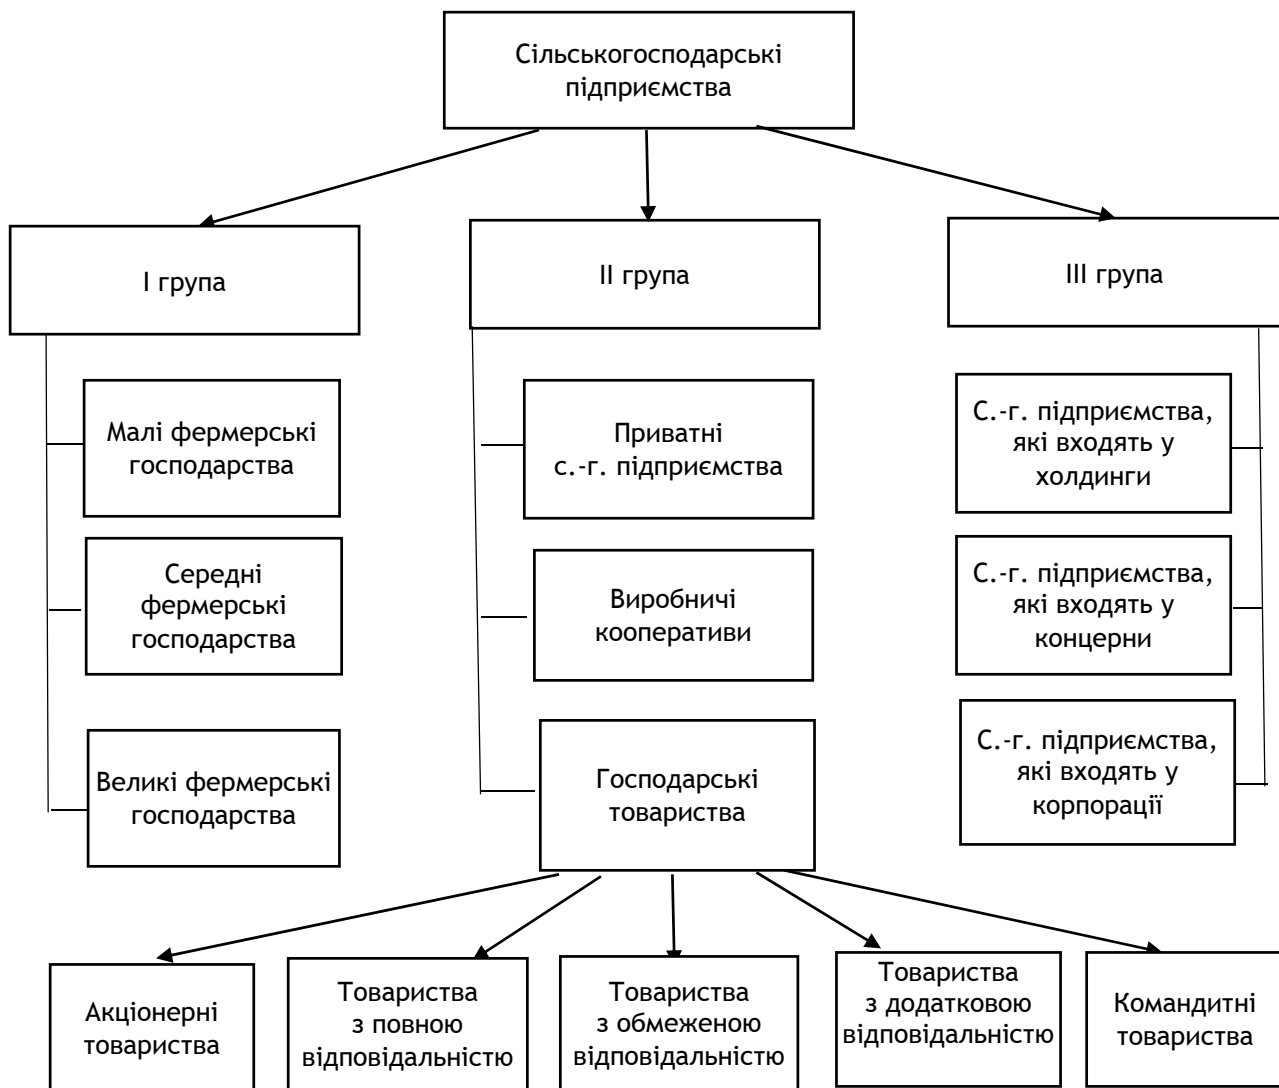 Сільськогосподарські
підприємства
І група
ІІ група
ІІІ група
Малі фермерські
господарства
Середні
фермерські
господарства
Великі фермерські
господарства
Приватні
с.-г. підприємства
Виробничі
кооперативи
Господарські
товариства
С.-г. підприємства,
які входять у
холдинги
С.-г. підприємства,
які входять у
концерни
С.-г. підприємства,
які входять у
корпорації
Акціонерні
товариства
Товариства
з повною
відповідальністю
Товариства
з обмеженою
відповідальністю
Товариства
з додатковою
відповідальністю
Командитні
товариства